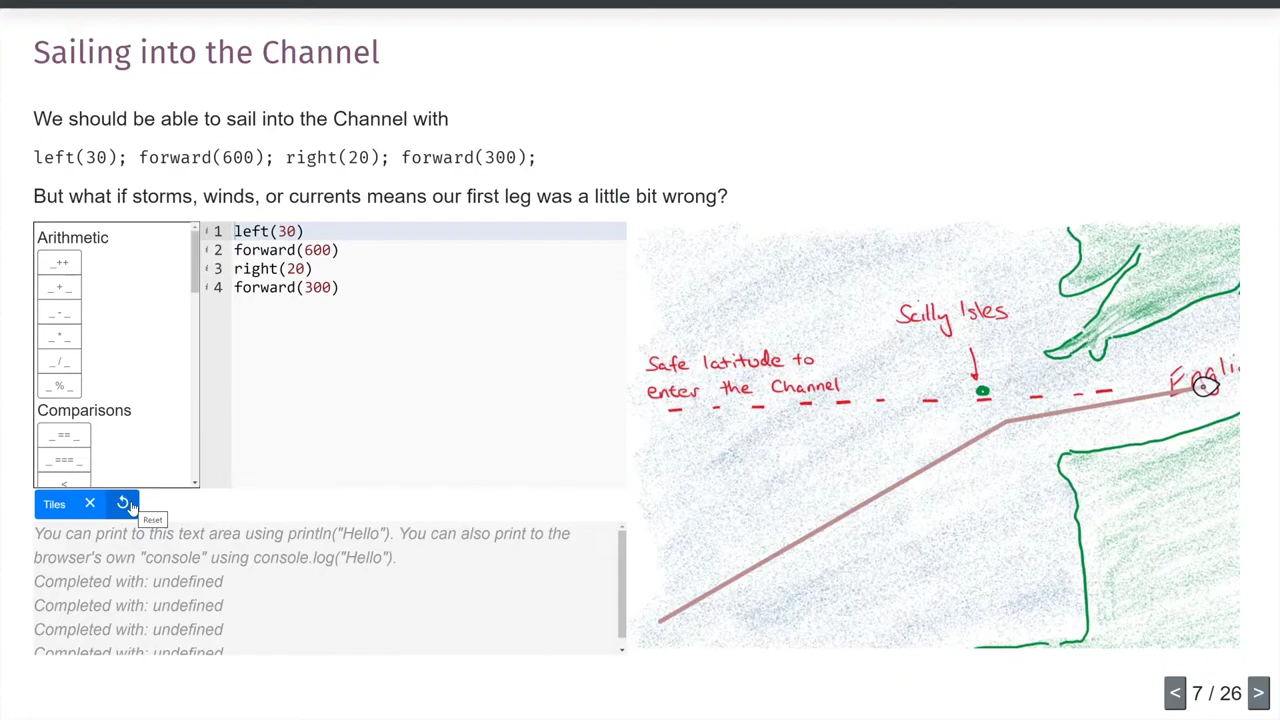 Sailing into the Channel
We should be able to sail into the Channel with
left(30); forward(600); right(20); forward(300);
But what if storms, winds, or currents means our first leg was a little bit wrong?
Arithmetic
_++
_ + _
_ - _
_ * _
_ / _
_ % _
Comparisons
_ == _
_ === _
<
1 left(30)
2 forward(600)
3 right(20)
4 forward(300)
Tiles
Reset
You can print to this text area using println("Hello"). You can also print to the
browser's own "console" using console.log("Hello").
Completed with: undefined
Completed with: undefined
Completed with: undefined
Completed with: undefined
Scilly Isles
Safe latitude to
enter the Channel
Engli
< 7 / 26 >